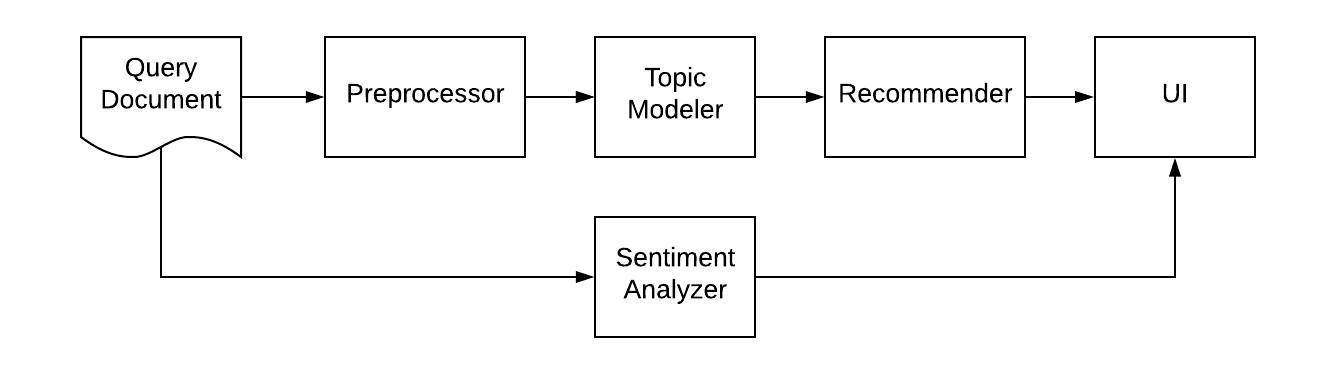 Query
Document
Preprocessor
Topic
Modeler
Recommender
UI
Sentiment
Analyzer